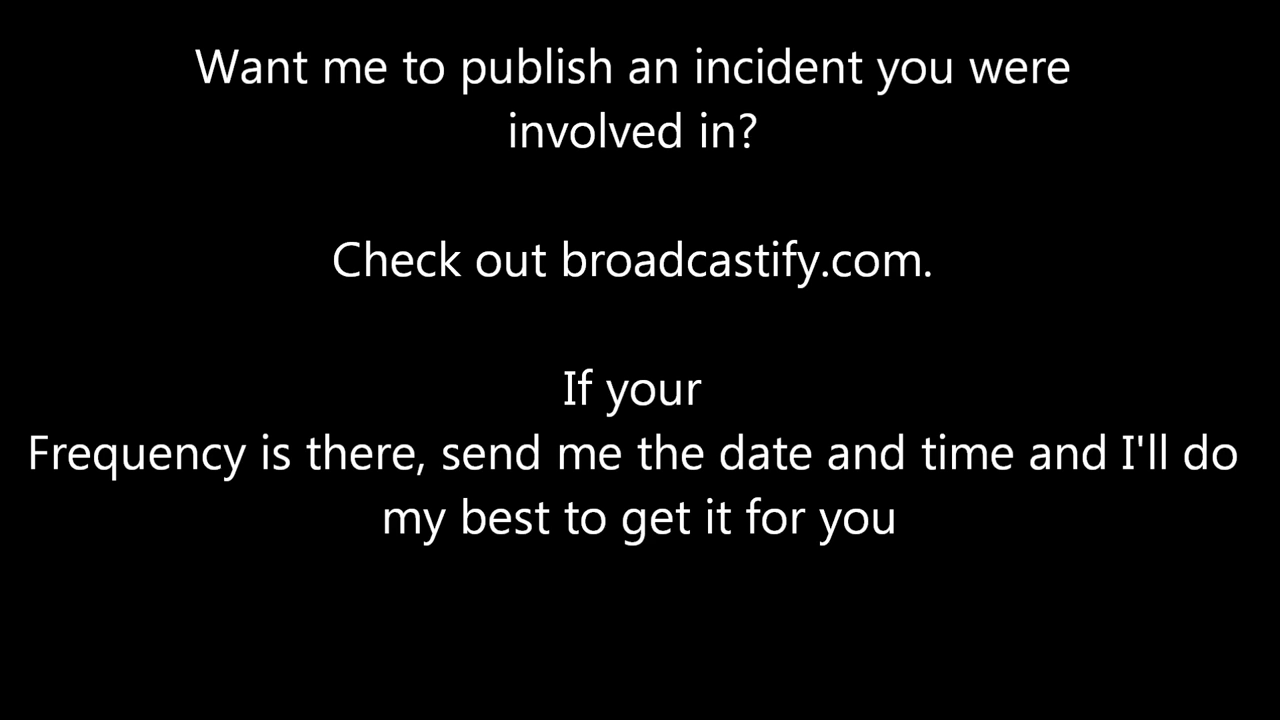 Want me to publish an incident you were
involved in?
Check out broadcastify.com.
If your
Frequency is there, send me the date and time and I'll do
my best to get it for you